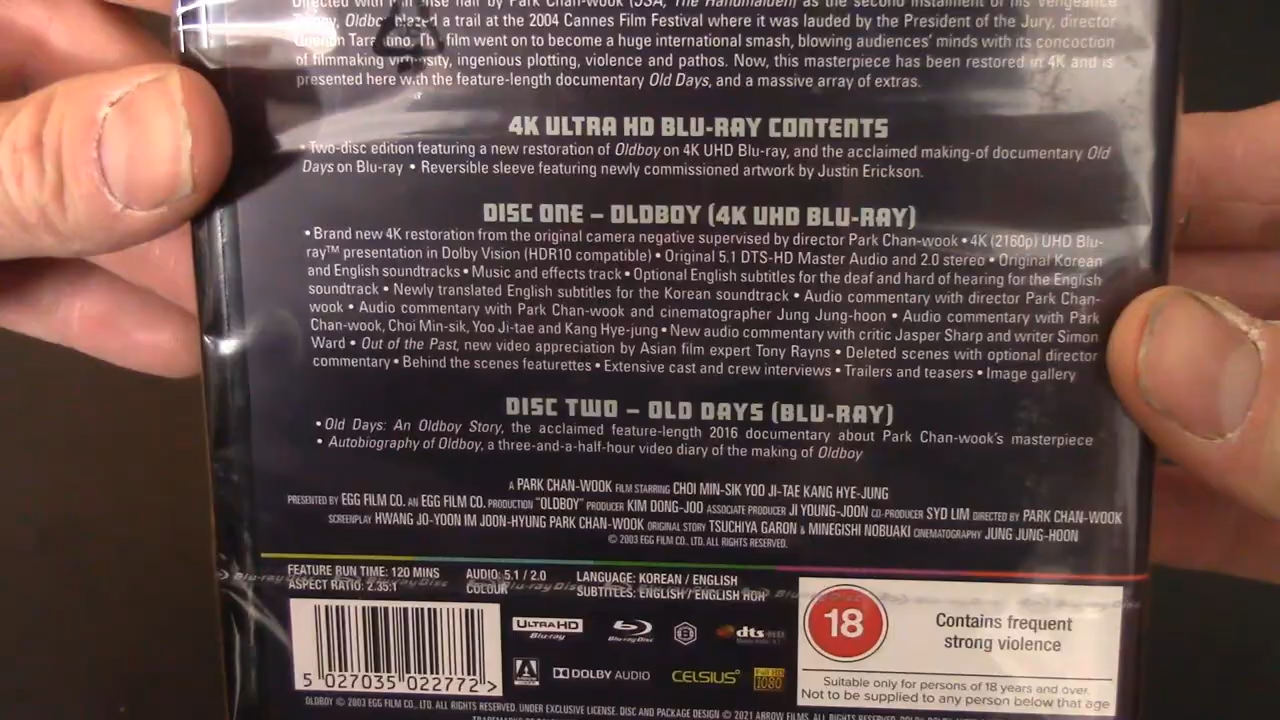 Directed with by Park Chan-wook (JSA, The Handmaiden) as the second instalment of his Vengeance
blazed a trail at the 2004 Cannes Film Festival where it was lauded by the President of the Jury, director
film went on to become a huge international smash, blowing audiences' minds with its concoction
of filmmaking virtuosity, ingenious plotting, violence and pathos. Now, this masterpiece has been restored in 4K and is
presented here with the feature-length documentary Old Days, and a massive array of extras.
4K ULTRA HD BLU-RAY CONTENTS
• Two-disc edition featuring a new restoration of Oldboy on 4K UHD Blu-ray, and the acclaimed making-of documentary Old
Days on Blu-ray • Reversible sleeve featuring newly commissioned artwork by Justin Erickson.
DISC ONE – OLDBOY (4K UHD BLU-RAY)
• Brand new 4K restoration from the original camera negative supervised by director Park Chan-wook • 4K (2160p) UHD Blu-
ray™ presentation in Dolby Vision (HDR10 compatible) • Original 5.1 DTS-HD Master Audio and 2.0 stereo • Original Korean
and English soundtracks • Music and effects track • Optional English subtitles for the deaf and hard of hearing for the English
soundtrack • Newly translated English subtitles for the Korean soundtrack • Audio commentary with director Park Chan-
wook • Audio commentary with Park Chan-wook and cinematographer Jung Jung-hoon • Audio commentary with Park
Chan-wook, Choi Min-sik, Yoo Ji-tae and Kang Hye-jung • New audio commentary with critic Jasper Sharp and writer Simon
Ward • Out of the Past, new video appreciation by Asian film expert Tony Rayns • Deleted scenes with optional director
commentary • Behind the scenes featurettes • Extensive cast and crew interviews • Trailers and teasers • Image gallery
DISC TWO – OLD DAYS (BLU-RAY)
• Old Days: An Oldboy Story, the acclaimed feature-length 2016 documentary about Park Chan-wook's masterpiece
• Autobiography of Oldboy, a three-and-a-half-hour video diary of the making of Oldboy
A PARK CHAN-WOOK FILM STARRING CHOI MIN-SIK YOO JI-TAE KANG HYE-JUNG
PRESENTED BY EGG FILM CO. AN EGG FILM CO. PRODUCTION "OLDBOY" PRODUCER KIM DONG-JOO ASSOCIATE PRODUCER JI YOUNG-JOON CO-PRODUCER SYD LIM DIRECTED BY PARK CHAN-WOOK
SCREENPLAY HWANG JO-YOON IM JOON-HYUNG PARK CHAN-WOOK ORIGINAL STORY TSUCHIYA GARON & MINEGISHI NOBUAKI CINEMATOGRAPHY JUNG JUNG-HOON
© 2003 EGG FILM CO., LTD. ALL RIGHTS RESERVED.
FEATURE RUN TIME: 120 MINS AUDIO: 5.1 / 2.0 LANGUAGE: KOREAN / ENGLISH
ASPECT RATIO: 2.35:1 COLOUR SUBTITLES: ENGLISH / ENGLISH HOH
18
Contains frequent
strong violence
ULTRA HD Blu-ray Blu-ray Disc B dts-HD
ARROW DOLBY AUDIO CELSIUS Full HD 1080
5 027035 022772 >
Suitable only for persons of 18 years and over.
Not to be supplied to any person below that age
OLDBOY © 2003 EGG FILM CO., LTD. ALL RIGHTS RESERVED. UNDER EXCLUSIVE LICENSE. DISC AND PACKAGE DESIGN © 2021 ARROW FILMS. ALL RIGHTS RESERVED.